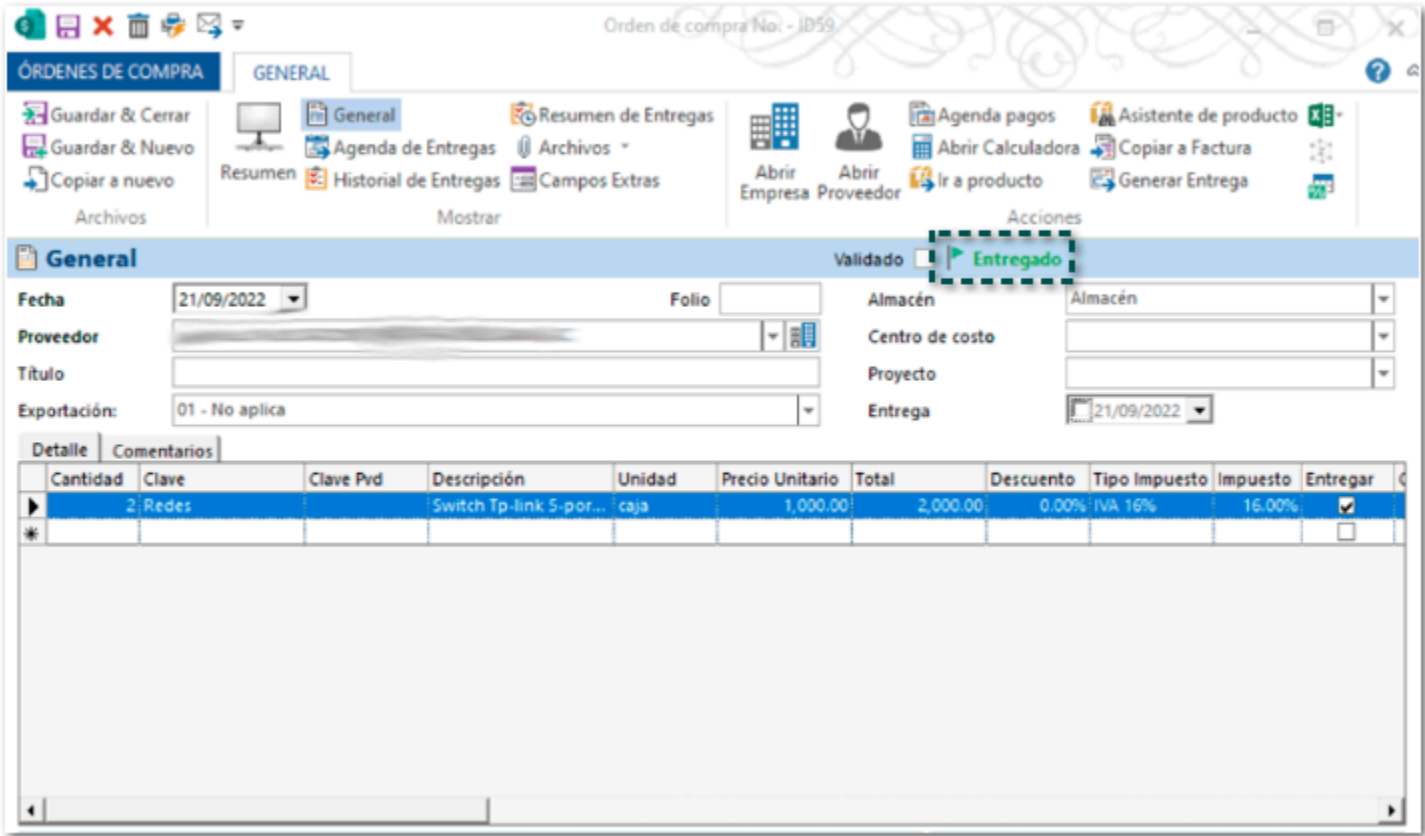 Orden de compra No. - ID59
ÓRDENES DE COMPRA GENERAL
Guardar & Cerrar General Resumen de Entregas Agenda pagos Asistente de producto
Guardar & Nuevo Agenda de Entregas Archivos Abrir Calculadora Copiar a Factura
Copiar a nuevo Resumen Historial de Entregas Campos Extras Abrir Empresa Abrir Proveedor Ir a producto Generar Entrega
Archivos Mostrar Acciones
General Validado Entregado
Fecha 21/09/2022 Folio Almacén Almacén
Proveedor Centro de costo
Título Proyecto
Exportación: 01 - No aplica Entrega 21/09/2022
Detalle Comentarios
Cantidad Clave Clave Pvd Descripción Unidad Precio Unitario Total Descuento Tipo Impuesto Impuesto Entregar
2 Redes Switch Tp-link 5-por... caja 1,000.00 2,000.00 0.00% IVA 16% 16.00%